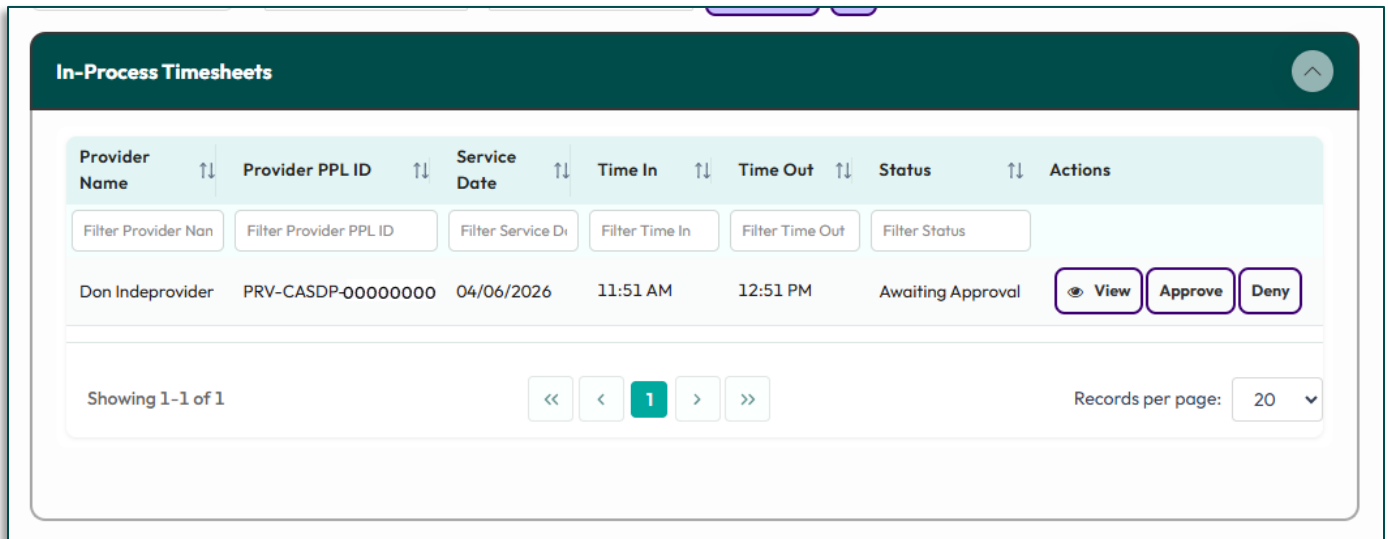 In-Process Timesheets
Provider Name Provider PPL ID Service Date Time In Time Out Status Actions
Filter Provider Nan Filter Provider PPL ID Filter Service D Filter Time In Filter Time Out Filter Status
Don Indeprovider PRV-CASDP-00000000 04/06/2026 11:51 AM 12:51 PM Awaiting Approval View Approve Deny
Showing 1-1 of 1 « ‹ 1 › » Records per page: 20